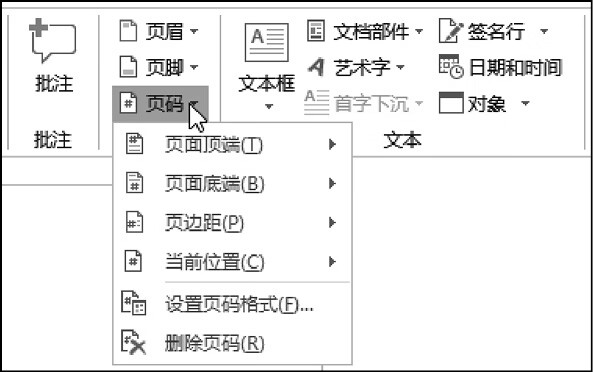 批注
批注
页眉
页脚
页码
文本框
文档部件
艺术字
首字下沉
签名行
日期和时间
对象
文本
页面顶端(T)
页面底端(B)
页边距(P)
当前位置(C)
设置页码格式(F)...
删除页码(R)